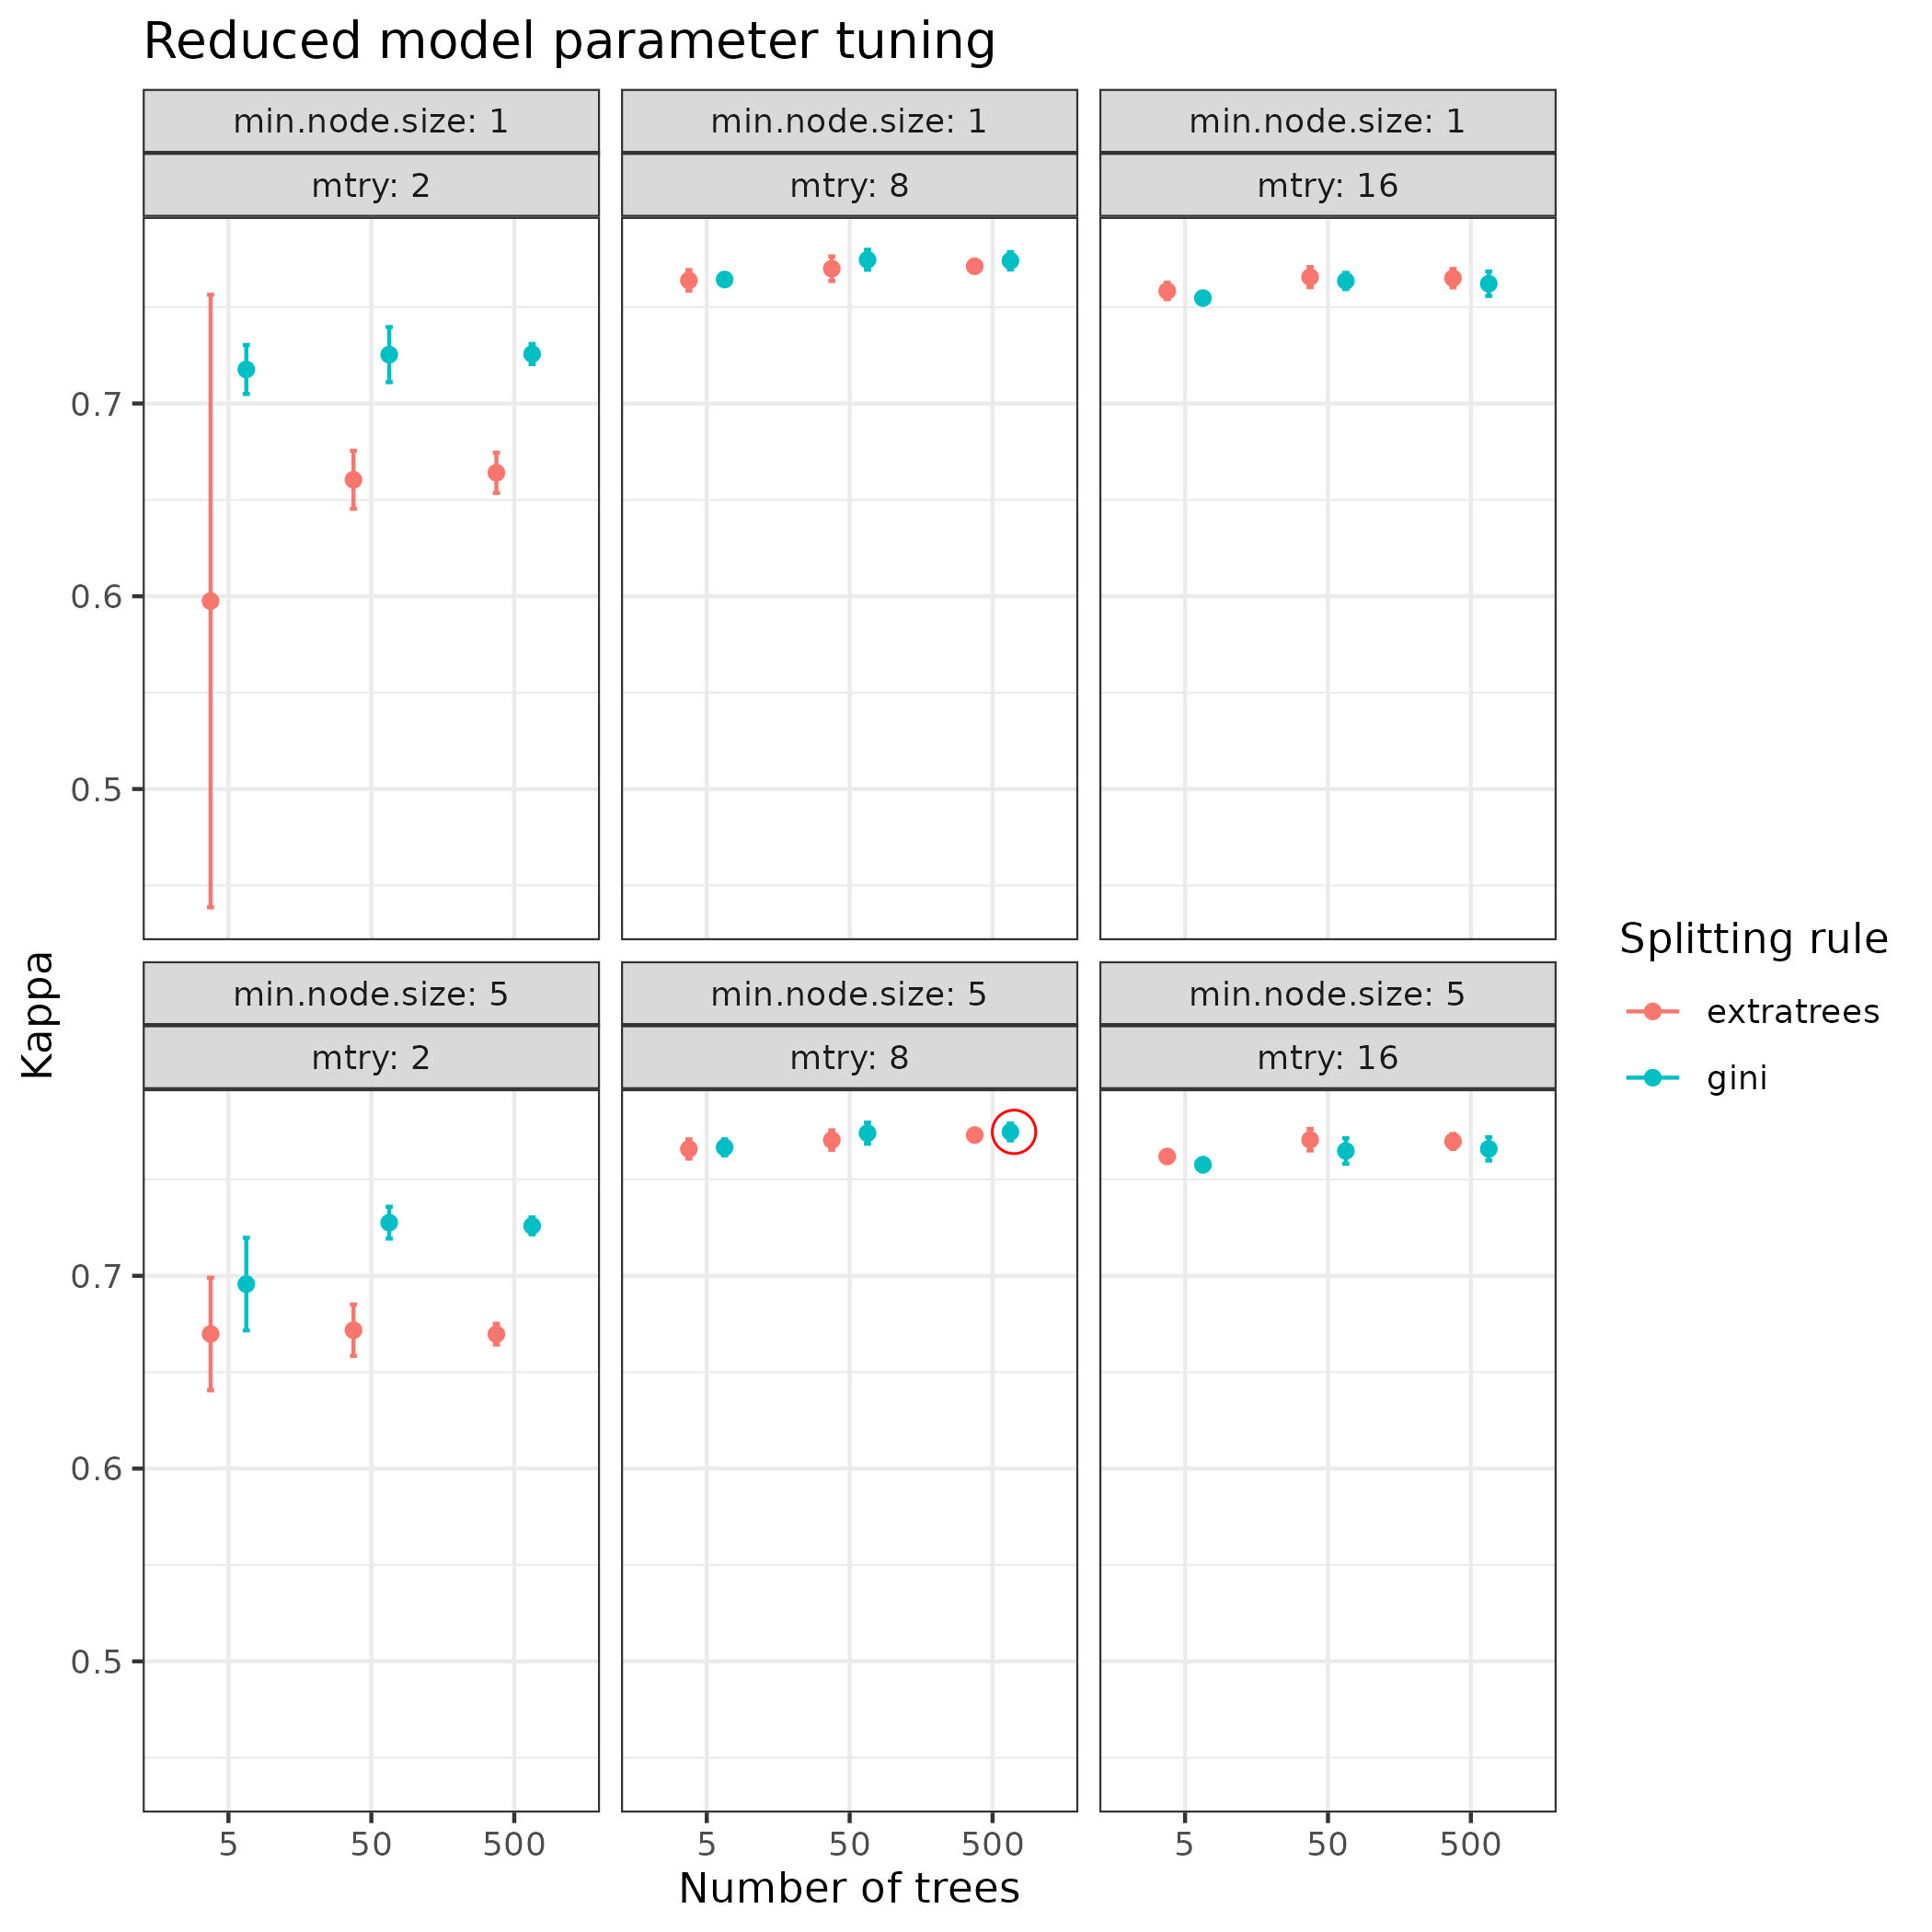 Reduced model parameter tuning
min.node.size: 1
min.node.size: 1
min.node.size: 1
mtry: 2
mtry: 8
mtry: 16
0.7
0.6
0.5
Kappa
min.node.size: 5
min.node.size: 5
min.node.size: 5
mtry: 2
mtry: 8
mtry: 16
0.7
0.6
0.5
5
50
500
5
50
500
5
50
500
Number of trees
Splitting rule
extratrees
gini